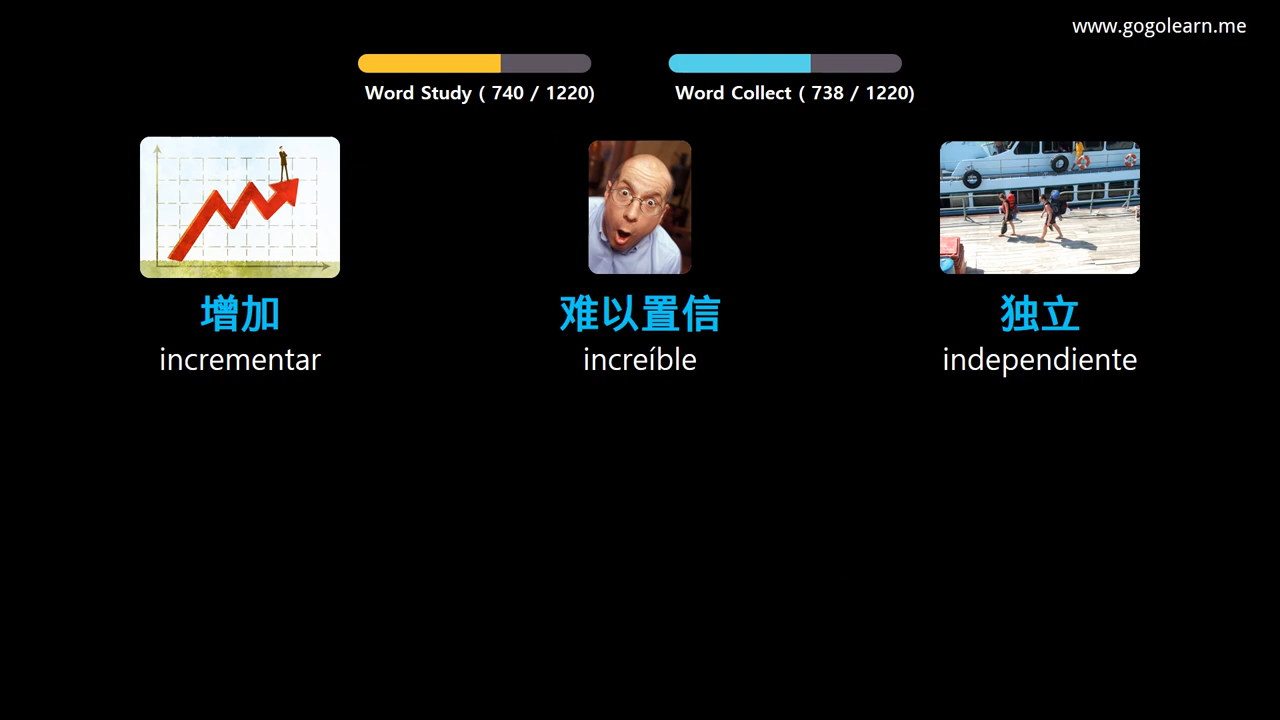 www.gogolearn.me
Word Study ( 740 / 1220)
Word Collect ( 738 / 1220)
增加
难以置信
独立
incrementar
increíble
independiente